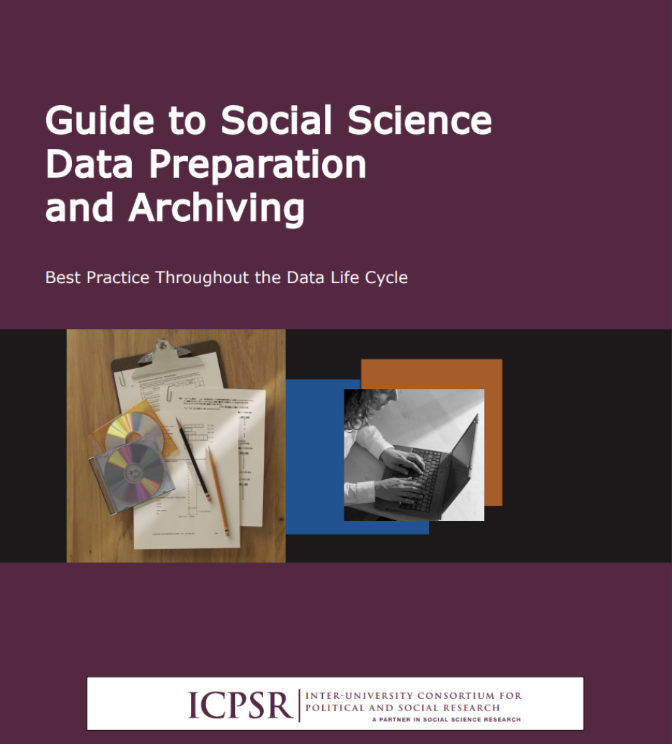 Guide to Social Science
Data Preparation
and Archiving
Best Practice Throughout the Data Life Cycle
ICPSR
INTER-UNIVERSITY CONSORTIUM FOR
POLITICAL AND SOCIAL RESEARCH
A PARTNER IN SOCIAL SCIENCE RESEARCH